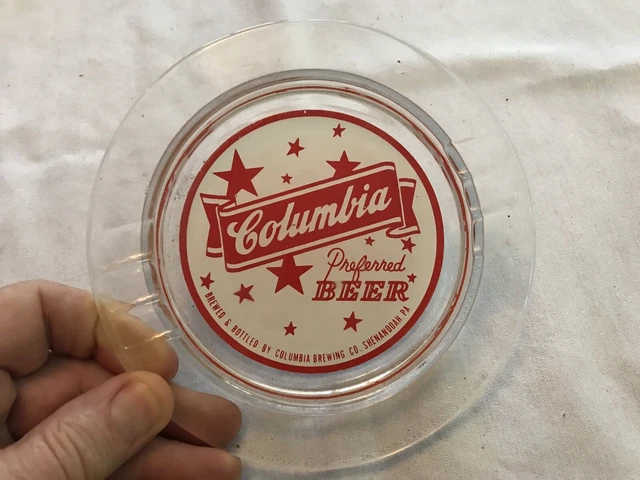 Columbia
Preferred
BEER
BREWED & BOTTLED BY COLUMBIA BREWING CO., SHENANDOAH, PA